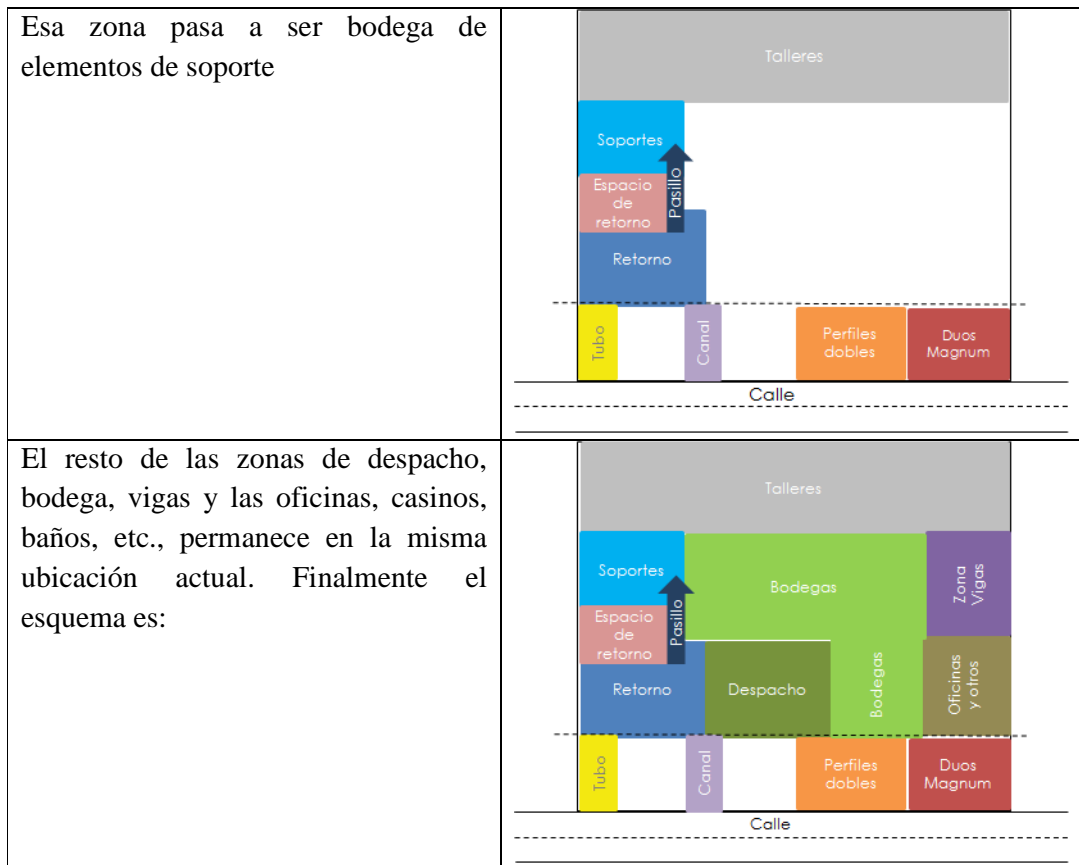 Esa zona pasa a ser bodega de
elementos de soporte
Talleres
Soportes
Espacio
de
retorno
Pasillo
Retorno
Tubo
Canal
Perfiles
dobles
Duos
Magnum
Calle
El resto de las zonas de despacho,
bodega, vigas y las oficinas, casinos,
baños, etc., permanece en la misma
ubicación actual. Finalmente el
esquema es:
Talleres
Soportes
Bodegas
Zona
Vigas
Espacio
de
retorno
Pasillo
Retorno
Despacho
Bodegas
Oficinas
y otros
Tubo
Canal
Perfiles
dobles
Duos
Magnum
Calle